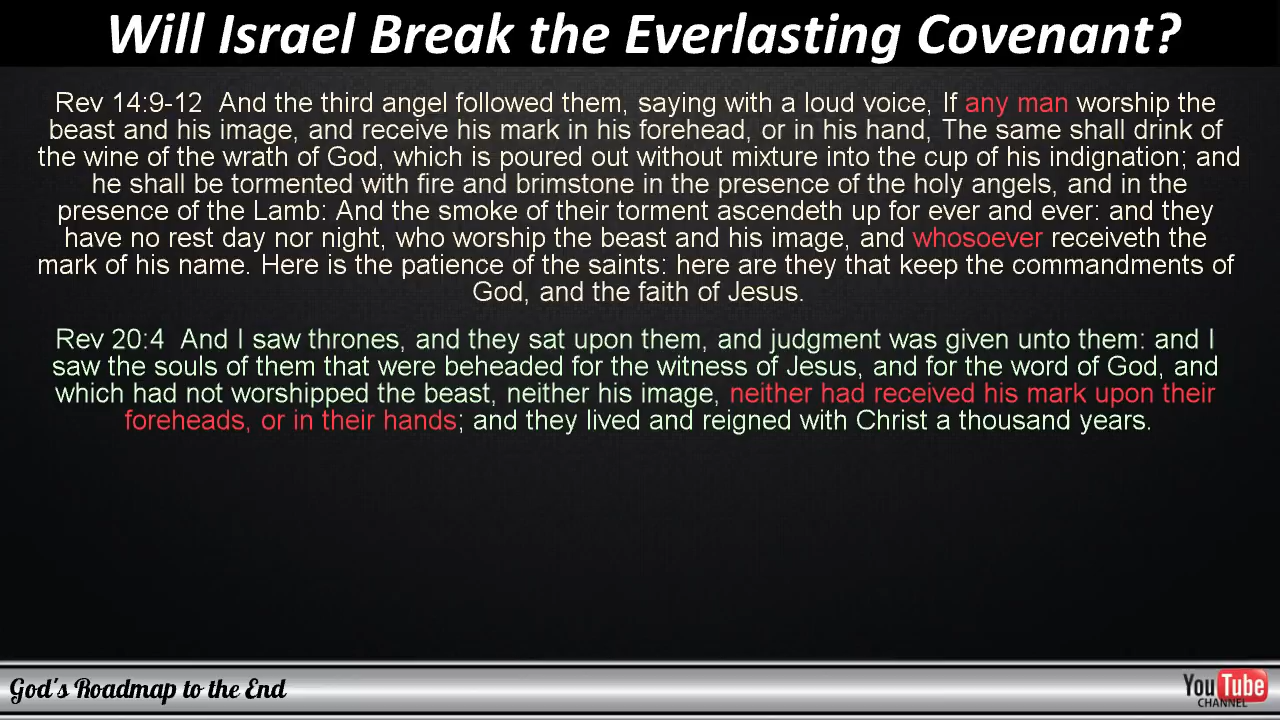 Will Israel Break the Everlasting Covenant?
Rev 14:9-12  And the third angel followed them, saying with a loud voice, If any man worship the
beast and his image, and receive his mark in his forehead, or in his hand, The same shall drink of
the wine of the wrath of God, which is poured out without mixture into the cup of his indignation; and
he shall be tormented with fire and brimstone in the presence of the holy angels, and in the
presence of the Lamb: And the smoke of their torment ascendeth up for ever and ever: and they
have no rest day nor night, who worship the beast and his image, and whosoever receiveth the
mark of his name. Here is the patience of the saints: here are they that keep the commandments of
God, and the faith of Jesus.
Rev 20:4  And I saw thrones, and they sat upon them, and judgment was given unto them: and I
saw the souls of them that were beheaded for the witness of Jesus, and for the word of God, and
which had not worshipped the beast, neither his image, neither had received his mark upon their
foreheads, or in their hands; and they lived and reigned with Christ a thousand years.
God's Roadmap to the End
YouTube
CHANNEL